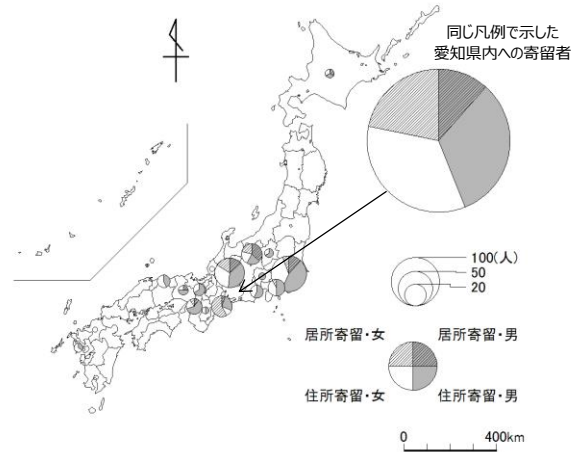 同じ凡例で示した
愛知県内への寄留者
100(人)
50
20
居所寄留・女
居所寄留・男
住所寄留・女
住所寄留・男
0
400km